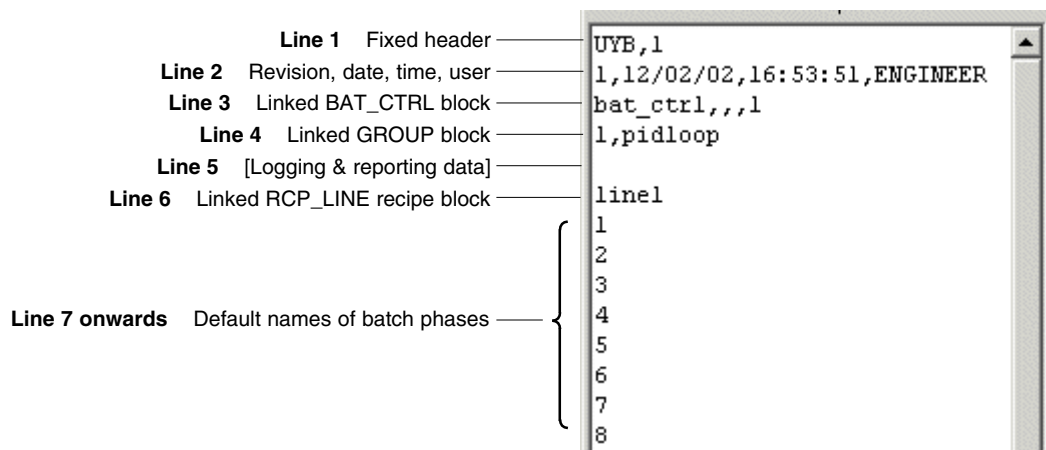 Line 1 Fixed header
Line 2 Revision, date, time, user
Line 3 Linked BAT_CTRL block
Line 4 Linked GROUP block
Line 5 [Logging & reporting data]
Line 6 Linked RCP_LINE recipe block
Line 7 onwards Default names of batch phases
UYB,1
1,12/02/02,16:53:51,ENGINEER
bat_ctrl,,,1
1,pidloop
line1
1
2
3
4
5
6
7
8